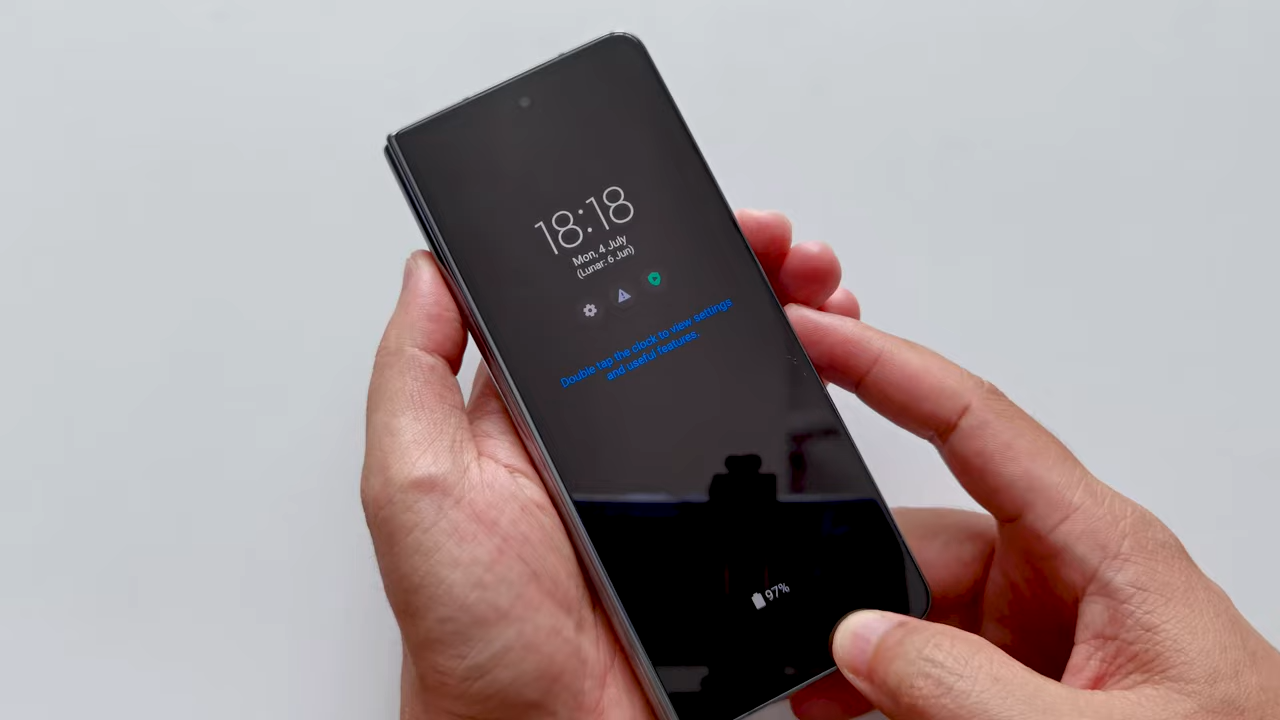 18:18
Mon, 4 July
(Lunar: 6 Jun)
Double tap the clock to view settings
and useful features.
97%